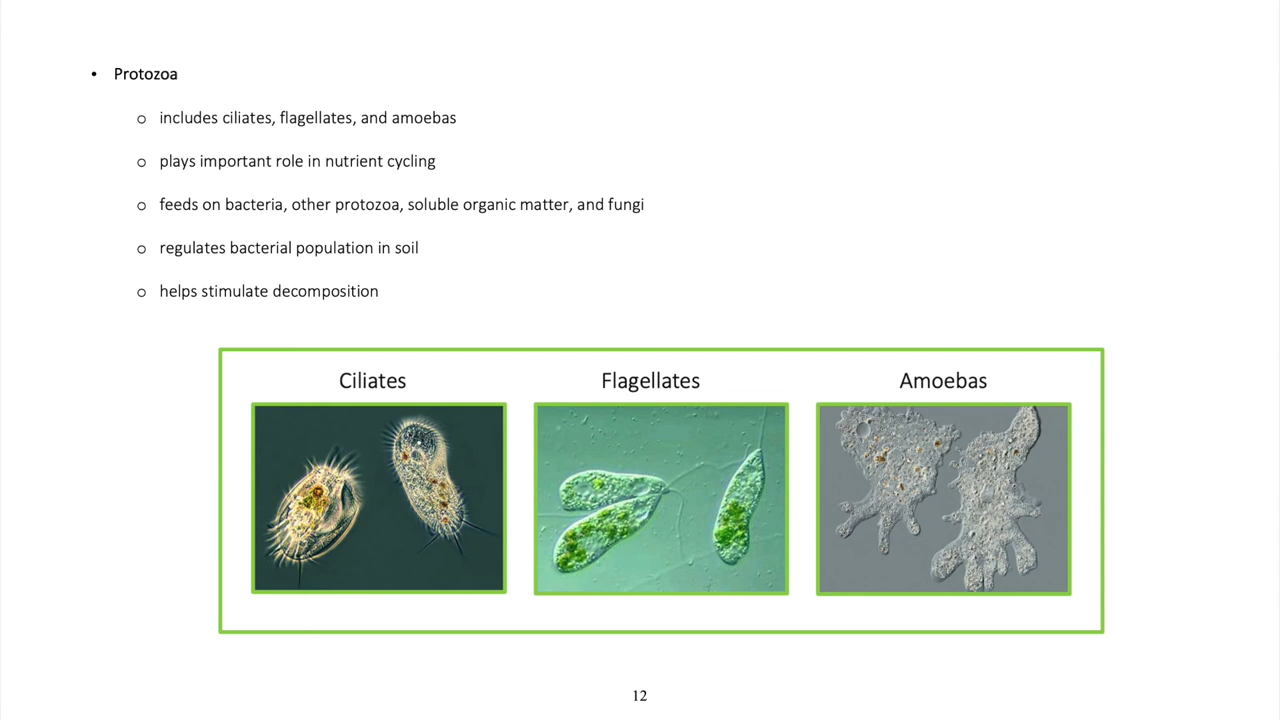 • Protozoa
o includes ciliates, flagellates, and amoebas
o plays important role in nutrient cycling
o feeds on bacteria, other protozoa, soluble organic matter, and fungi
o regulates bacterial population in soil
o helps stimulate decomposition
Ciliates Flagellates Amoebas
12